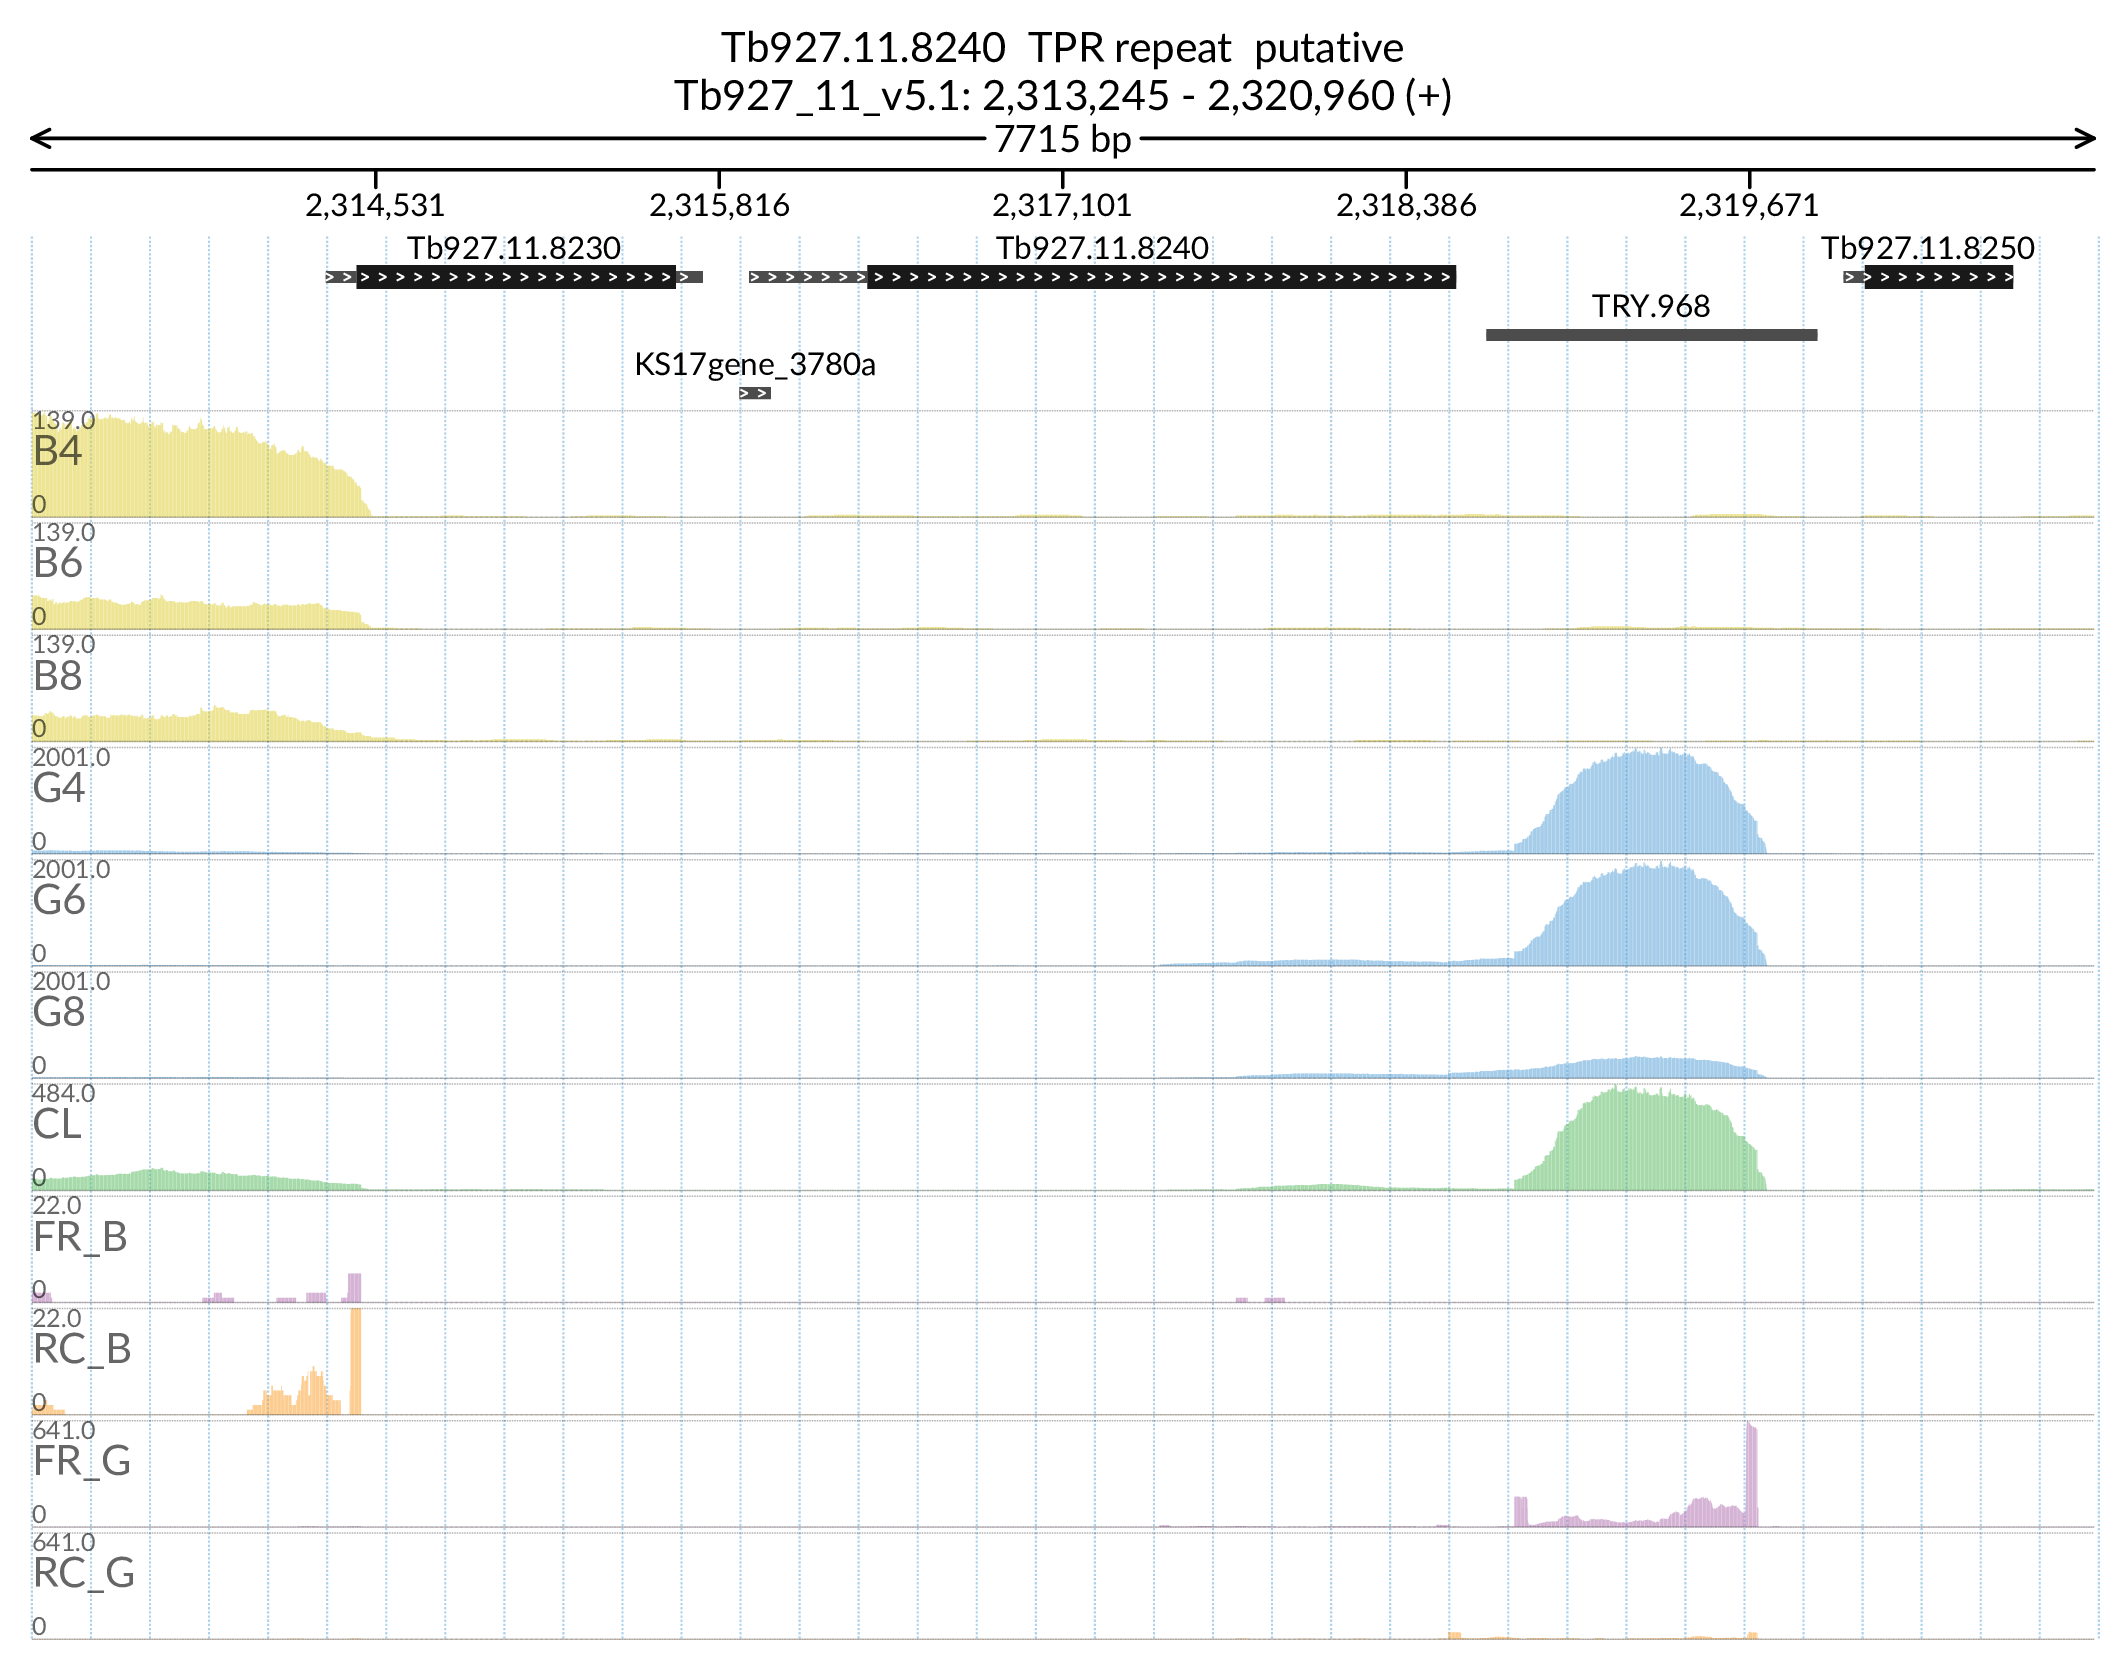 Tb927.11.8240  TPR repeat  putative
Tb927_11_v5.1: 2,313,245 - 2,320,960 (+)
7715 bp
2,314,531 2,315,816 2,317,101 2,318,386 2,319,671
Tb927.11.8230 Tb927.11.8240 Tb927.11.8250
TRY.968
KS17gene_3780a
139.0
B4
0
139.0
B6
0
139.0
B8
0
2001.0
G4
0
2001.0
G6
0
2001.0
G8
0
484.0
CL
0
22.0
FR_B
0
22.0
RC_B
0
641.0
FR_G
0
641.0
RC_G
0